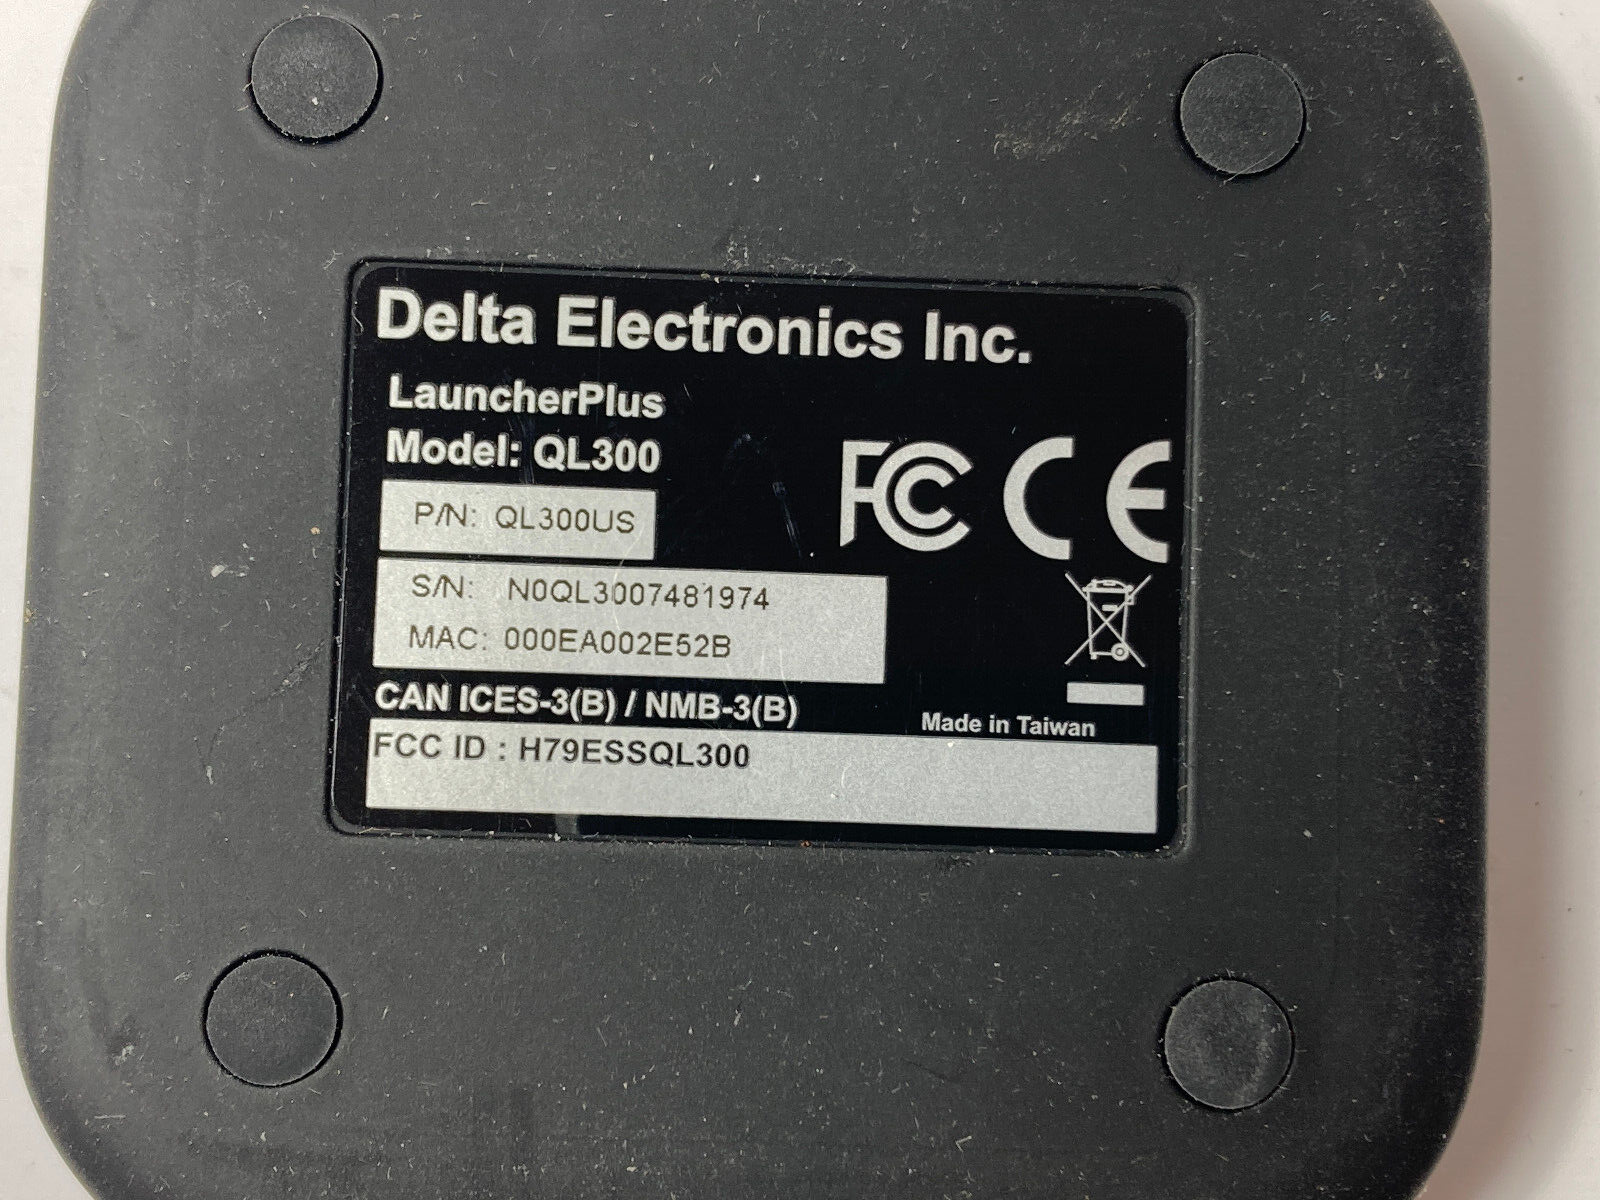 Delta Electronics Inc.
LauncherPlus
Model: QL300
P/N: QL300US
FC CE
S/N: N0QL3007481974
MAC: 000EA002E52B
CAN ICES-3(B) / NMB-3(B)
Made in Taiwan
FCC ID : H79ESSQL300